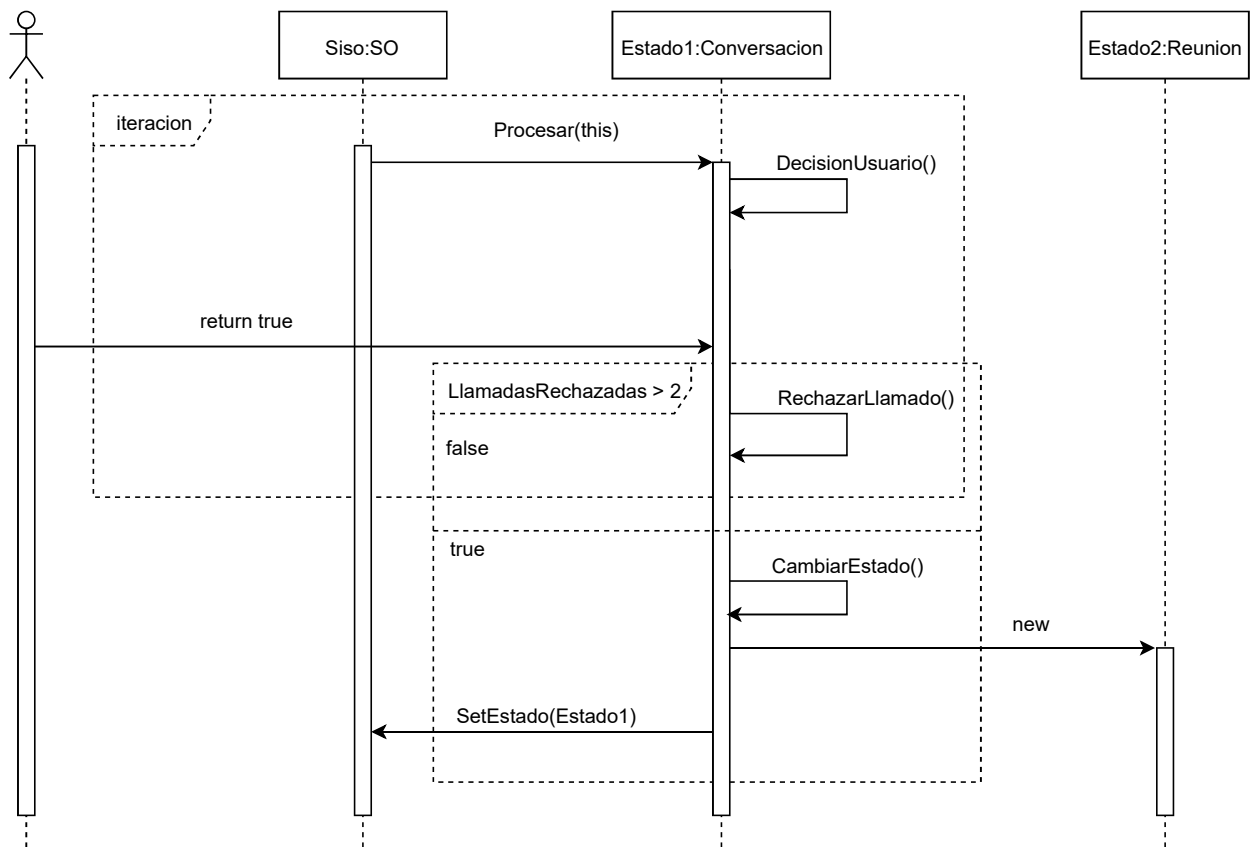 Siso:SO
Estado1:Conversacion
Estado2:Reunion
iteracion
Procesar(this)
DecisionUsuario()
return true
LlamadasRechazadas > 2
RechazarLlamado()
false
true
CambiarEstado()
new
SetEstado(Estado1)